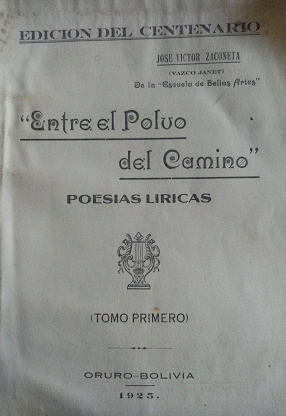 EDICION DEL CENTENARIO
JOSE VICTOR ZACONETA
(VAZCO JANET)
De la "Escuela de Bellas Artes"
"Entre el Polvo
del Camino"
POESIAS LIRICAS
(TOMO PRIMERO)
ORURO-BOLIVIA
1925.